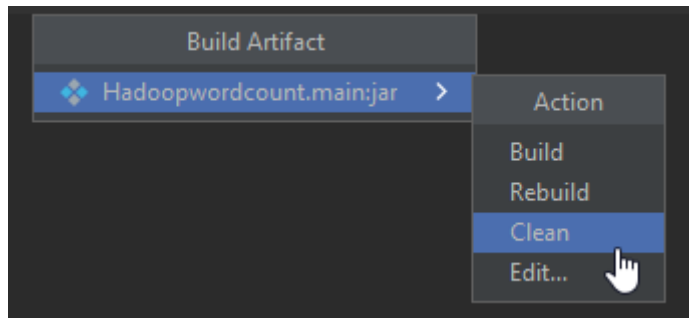 Build Artifact
Hadoopwordcount.main:jar
Action
Build
Rebuild
Clean
Edit...